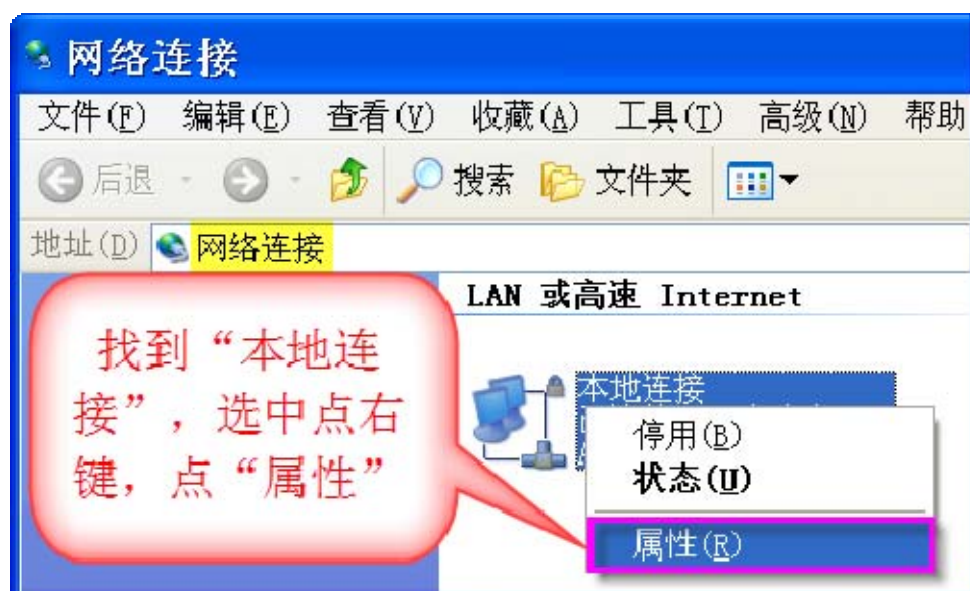 网络连接
文件(F) 编辑(E) 查看(V) 收藏(A) 工具(T) 高级(N) 帮助
后退 搜索 文件夹
地址(D) 网络连接
LAN 或高速 Internet
找到“本地连
接”,选中点右
键,点“属性”
本地连接
停用(B)
状态(U)
属性(R)